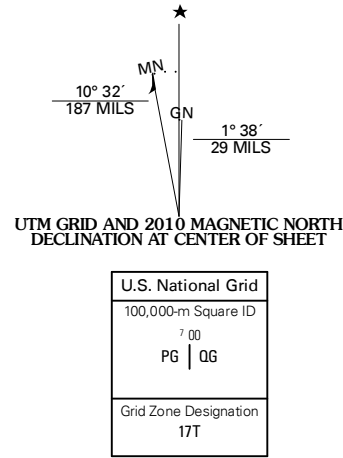 ★
MN
10° 32´
187 MILS
GN
1° 38´
29 MILS
UTM GRID AND 2010 MAGNETIC NORTH
DECLINATION AT CENTER OF SHEET
U.S. National Grid
100,000-m Square ID
7 00
PG | QG
Grid Zone Designation
17T